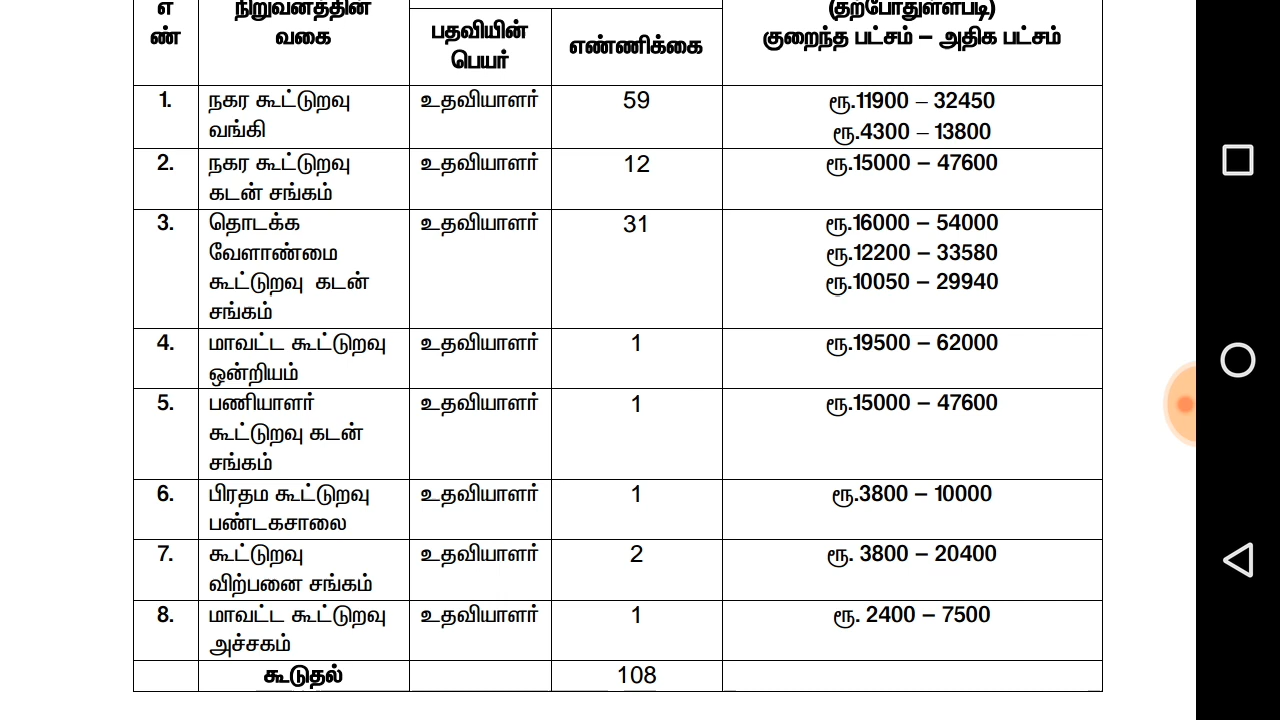 எ
ண்
நிறுவனத்தின்
வகை
பதவியின்
பெயர்
எண்ணிக்கை
(தற்போதுள்ளபடி)
குறைந்த பட்சம் – அதிக பட்சம்
1. நகர கூட்டுறவு உதவியாளர் 59 ரூ.11900 – 32450
வங்கி ரூ.4300 – 13800
2. நகர கூட்டுறவு உதவியாளர் 12 ரூ.15000 – 47600
கடன் சங்கம்
3. தொடக்க உதவியாளர் 31 ரூ.16000 – 54000
வேளாண்மை ரூ.12200 – 33580
கூட்டுறவு கடன் ரூ.10050 – 29940
சங்கம்
4. மாவட்ட கூட்டுறவு உதவியாளர் 1 ரூ.19500 – 62000
ஒன்றியம்
5. பணியாளர் உதவியாளர் 1 ரூ.15000 – 47600
கூட்டுறவு கடன்
சங்கம்
6. பிரதம கூட்டுறவு உதவியாளர் 1 ரூ.3800 – 10000
பண்டகசாலை
7. கூட்டுறவு உதவியாளர் 2 ரூ. 3800 – 20400
விற்பனை சங்கம்
8. மாவட்ட கூட்டுறவு உதவியாளர் 1 ரூ. 2400 – 7500
அச்சகம்
கூடுதல் 108